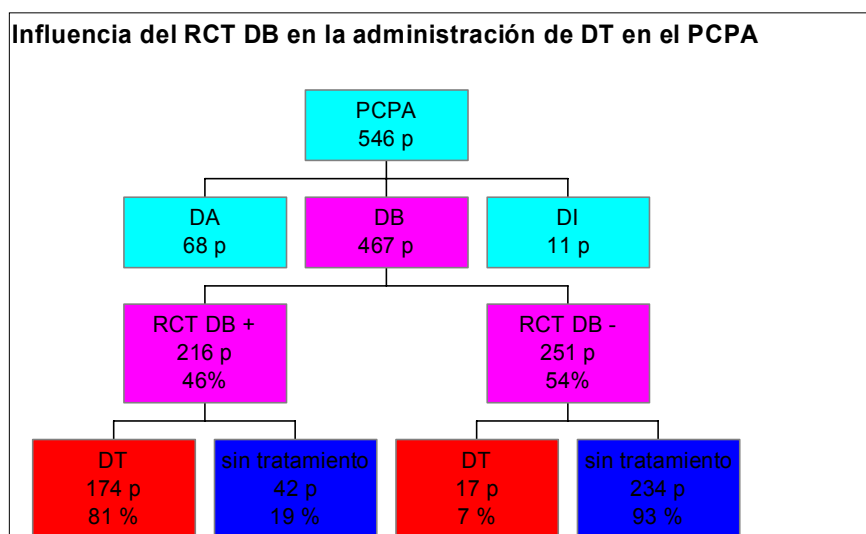 Influencia del RCT DB en la administración de DT en el PCPA
PCPA
546 p
DA
68 p
DB
467 p
DI
11 p
RCT DB +
216 p
46%
RCT DB -
251 p
54%
DT
174 p
81 %
sin tratamiento
42 p
19 %
DT
17 p
7 %
sin tratamiento
234 p
93 %